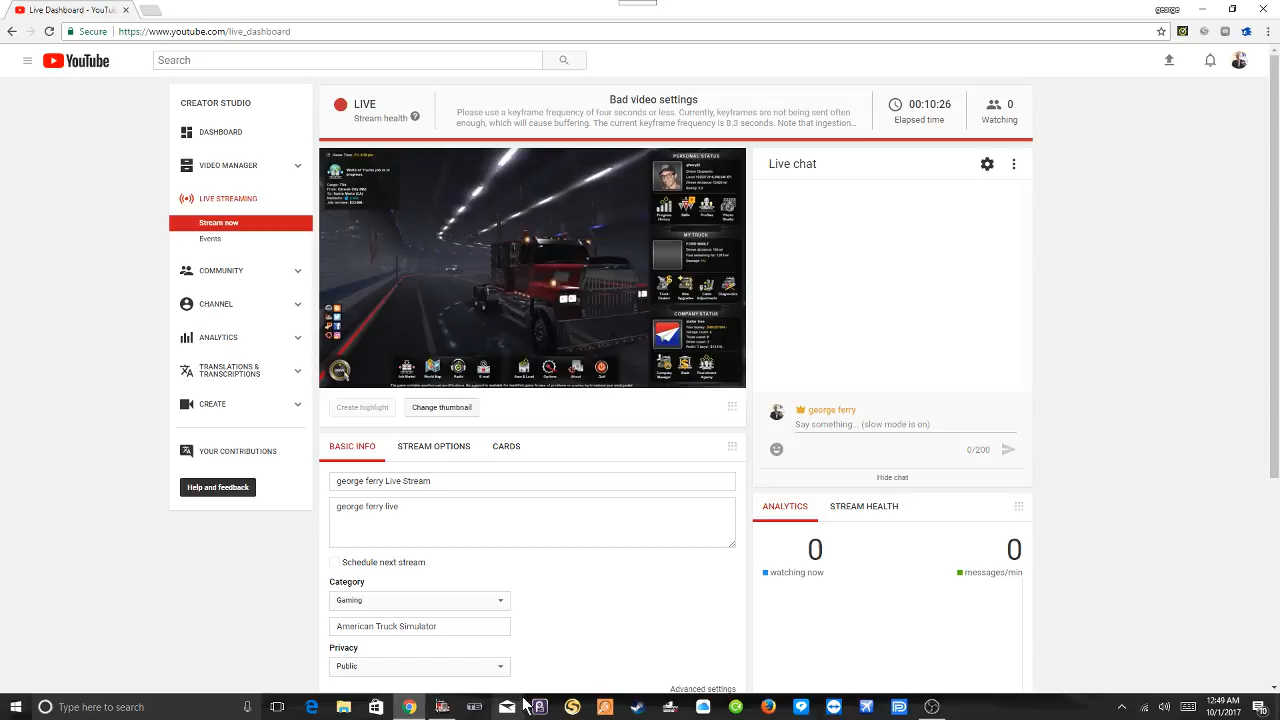 Live Dashboard - YouTub
george
Secure
https://www.youtube.com/live_dashboard
YouTube
Search
CREATOR STUDIO
DASHBOARD
VIDEO MANAGER
LIVE STREAMING
Stream now
Events
COMMUNITY
CHANNEL
ANALYTICS
TRANSLATIONS &
TRANSCRIPTIONS
CREATE
YOUR CONTRIBUTIONS
Help and feedback
LIVE
Stream health
Bad video settings
Please use a keyframe frequency of four seconds or less. Currently, keyframes are not being sent often
enough, which will cause buffering. The current keyframe frequency is 8.3 seconds. Note that ingestion...
00:10:26
Elapsed time
0
Watching
PERSONAL STATUS
MY TRUCK
COMPANY STATUS
Create highlight
Change thumbnail
BASIC INFO
STREAM OPTIONS
CARDS
george ferry Live Stream
george ferry live
Schedule next stream
Category
Gaming
American Truck Simulator
Privacy
Public
Advanced settings
Live chat
george ferry
Say something... (slow mode is on)
0/200
Hide chat
ANALYTICS
STREAM HEALTH
0
watching now
0
messages/min
Type here to search
12:49 AM
10/1/2017